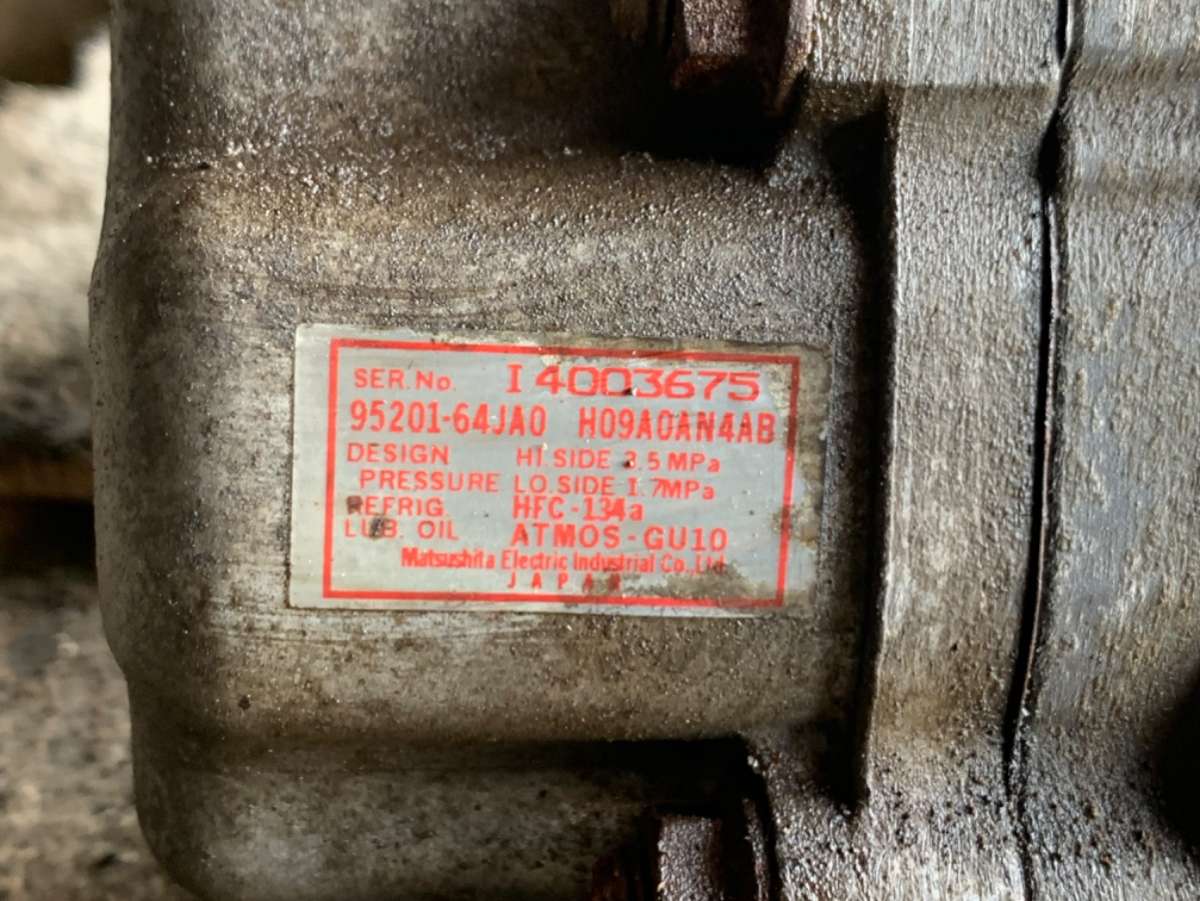 SER. No. I4003675
95201-64JA0 H09A0AN4AB
DESIGN HI.SIDE 3.5 MPa
PRESSURE LO.SIDE 1.7MPa
REFRIG. HFC-134a
LUB. OIL ATMOS-GU10
Matsushita Electric Industrial Co.,Ltd.
JAPAN